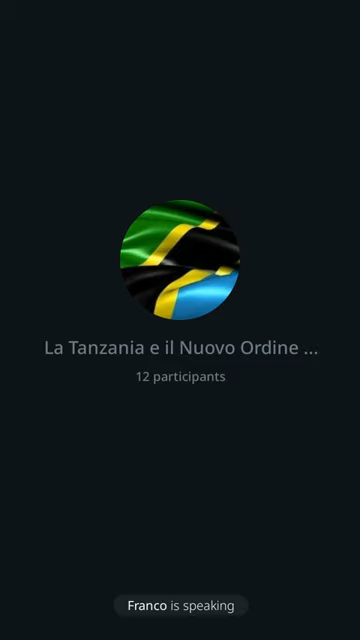 La Tanzania e il Nuovo Ordine ...
12 participants
Franco is speaking